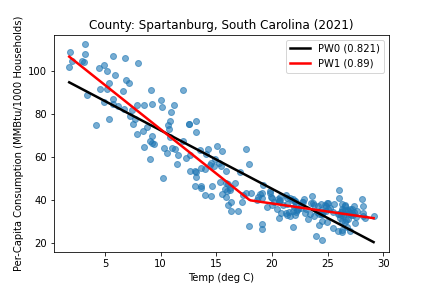 County: Spartanburg, South Carolina (2021)
Per-Capita Consumption (MMBtu/1000 Households)
PW0 (0.821)
PW1 (0.89)
100
80
60
40
20
5
10
15
20
25
30
Temp (deg C)